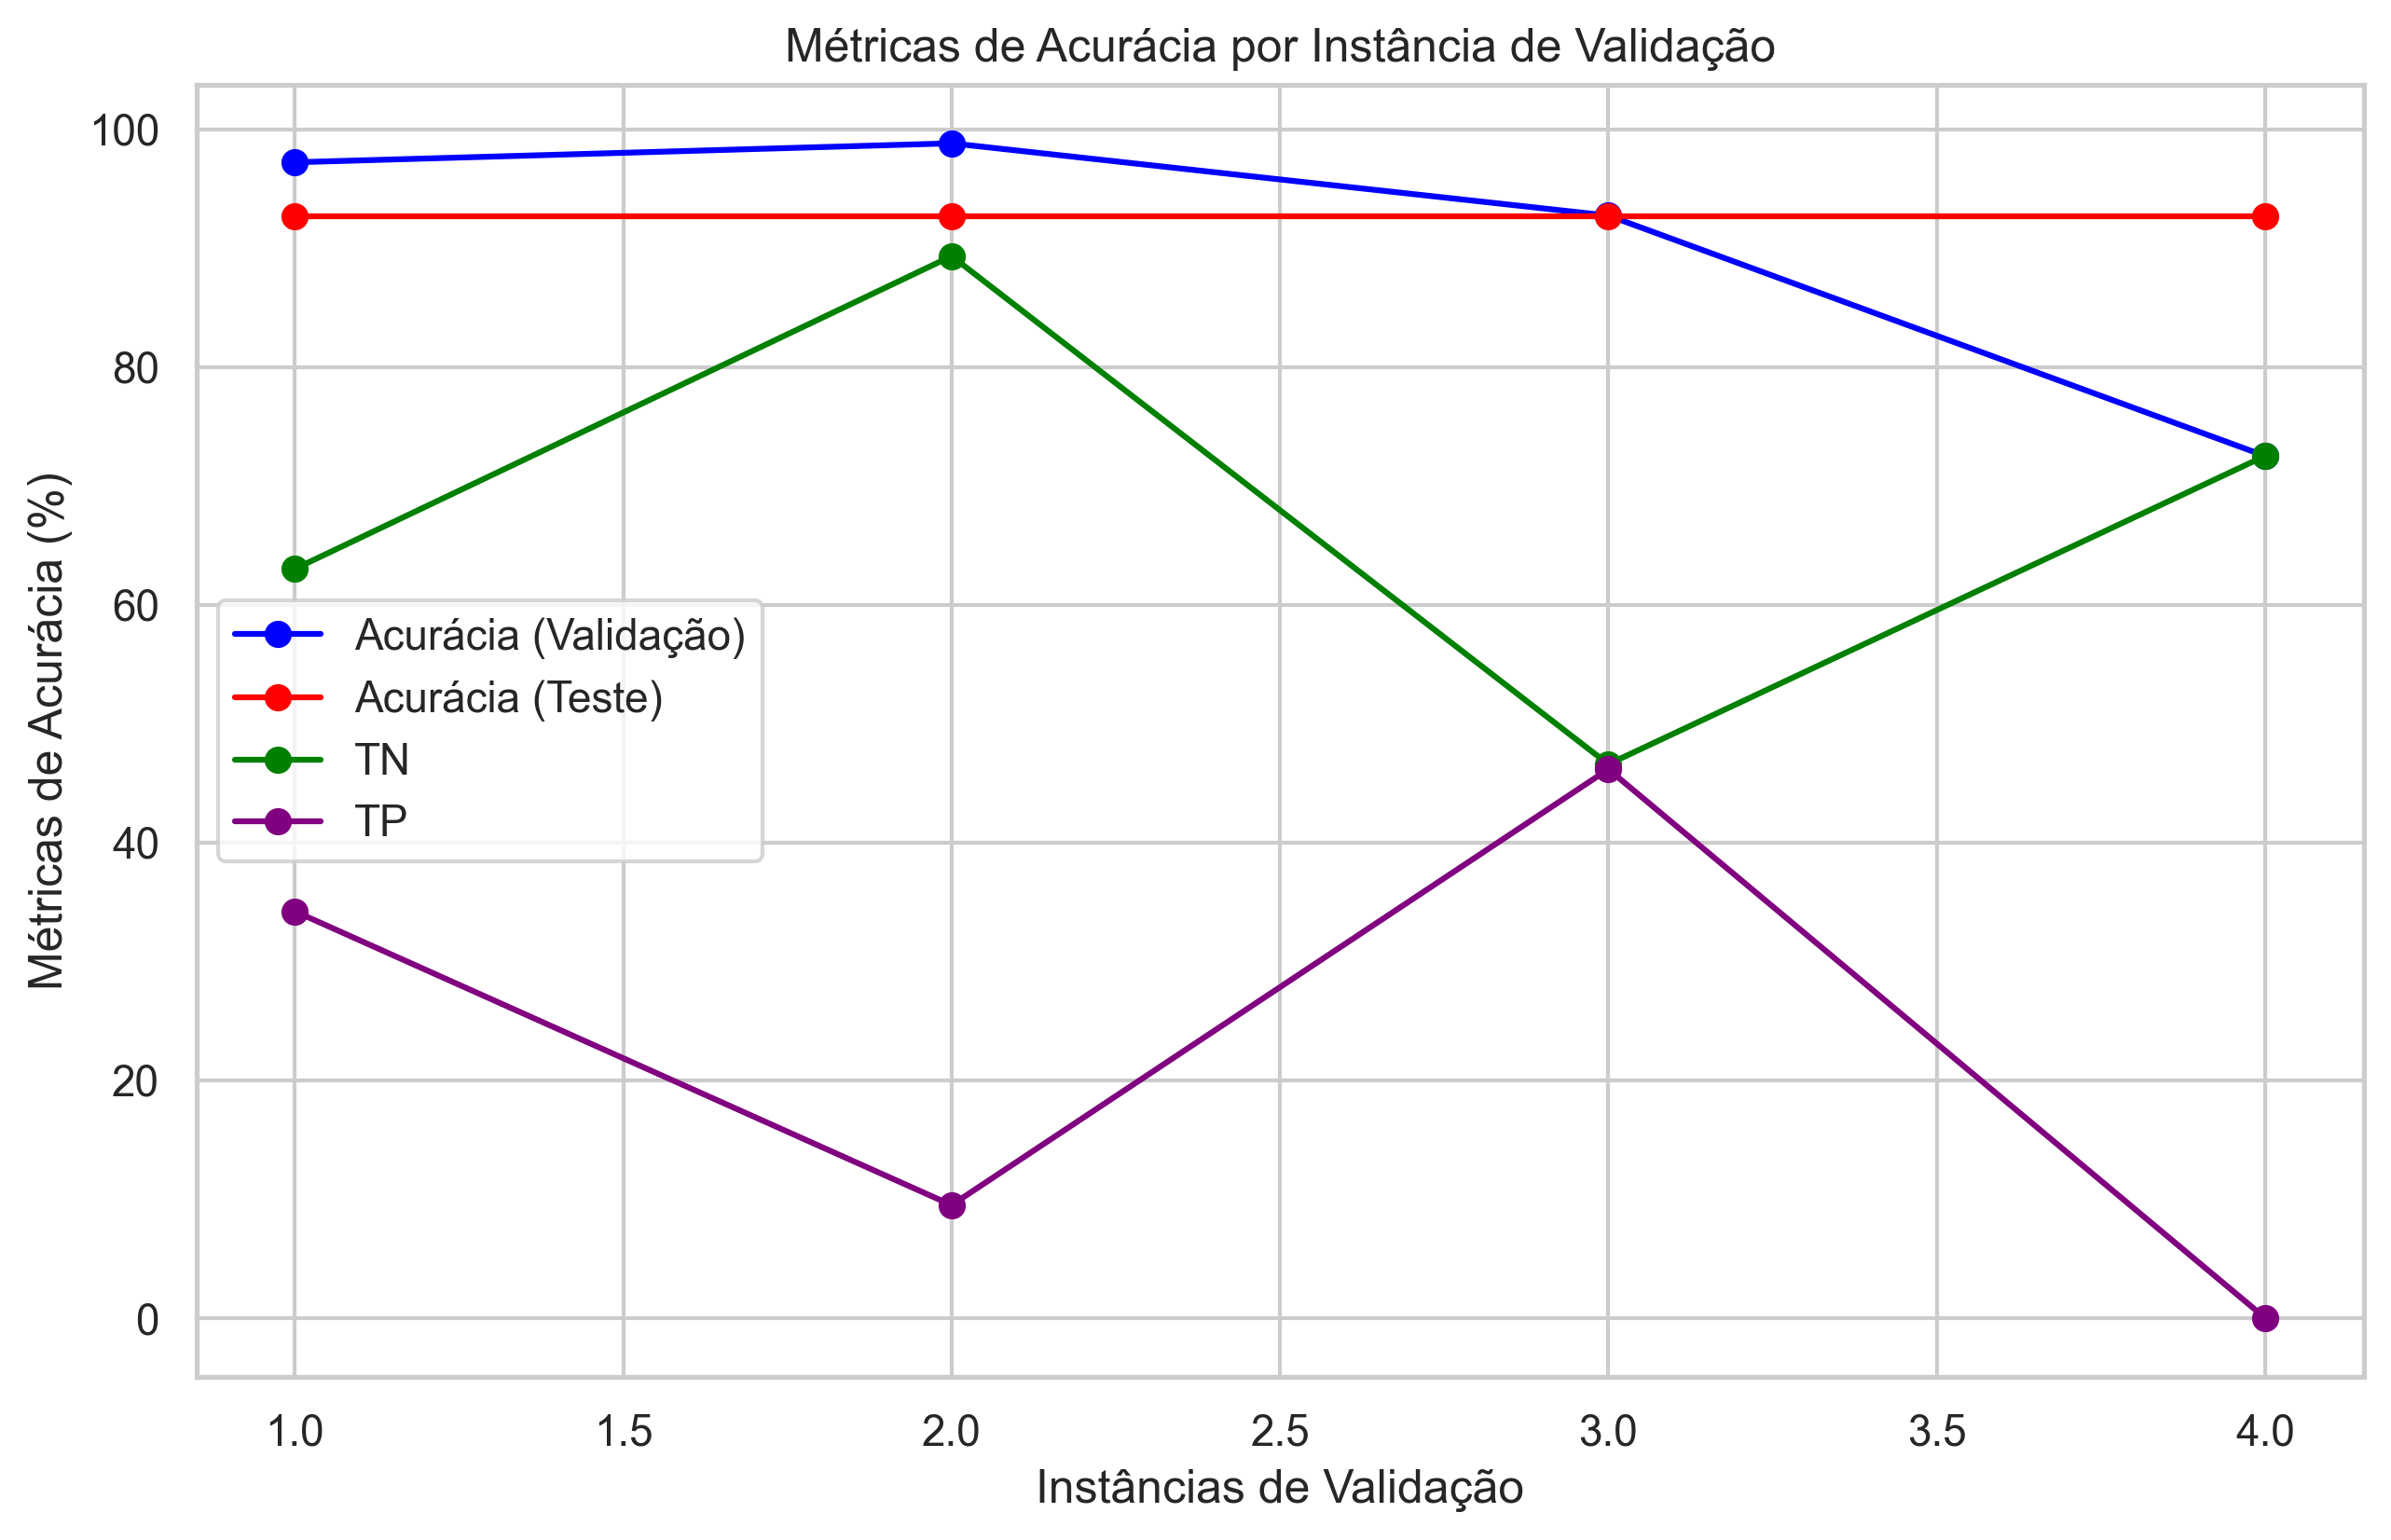 Métricas de Acurácia por Instância de Validação
Métricas de Acurácia (%)
100
80
60
40
20
0
Acurácia (Validação)
Acurácia (Teste)
TN
TP
1.0 1.5 2.0 2.5 3.0 3.5 4.0
Instâncias de Validação